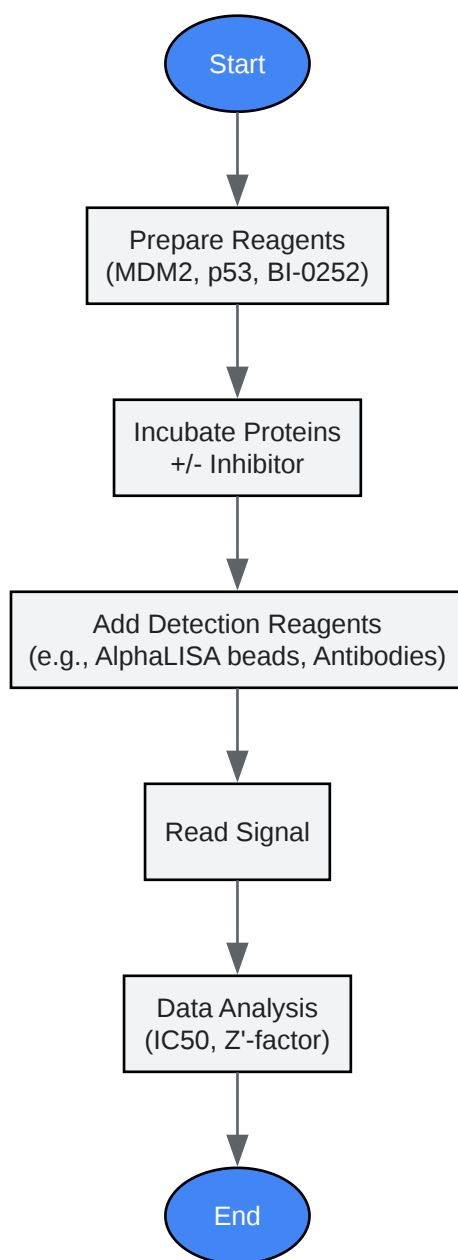 Start
Prepare Reagents
(MDM2, p53, BI-0252)
Incubate Proteins
+/- Inhibitor
Add Detection Reagents
(e.g., AlphaLISA beads, Antibodies)
Read Signal
Data Analysis
(IC50, Z'-factor)
End